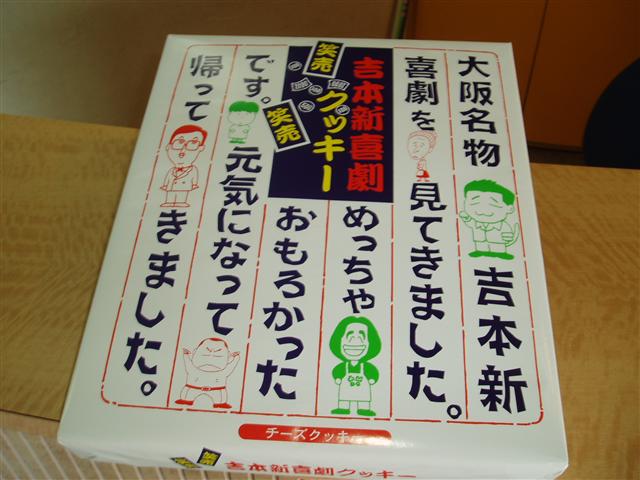 大阪名物 吉本新
喜劇を見てきました。
めっちゃ
おもろかった
です。元気になって
帰ってきました。
吉本新喜劇
クッキー
笑売
笑売
チーズクッキー
吉本新喜劇クッキー